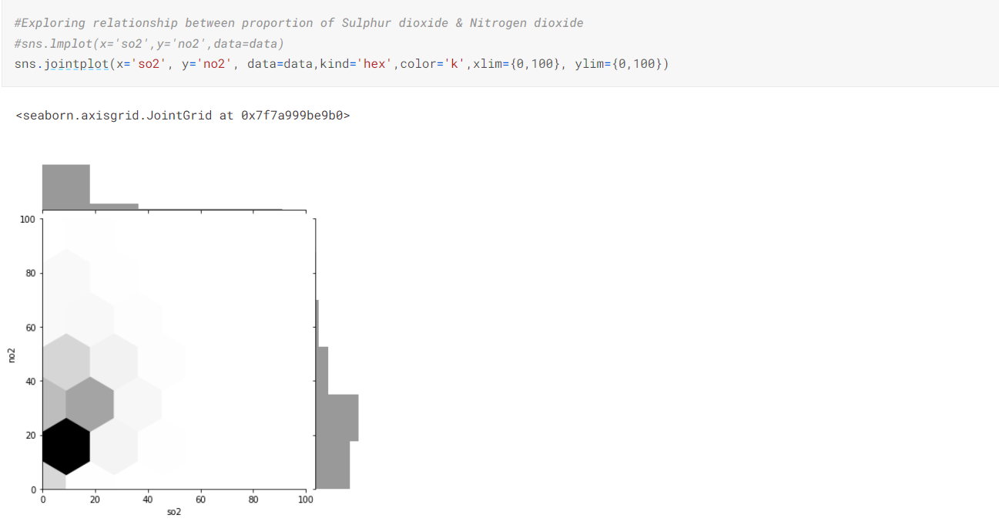 #Exploring relationship between proportion of Sulphur dioxide & Nitrogen dioxide
#sns.lmplot(x='so2',y='no2',data=data)
sns.jointplot(x='so2', y='no2', data=data,kind='hex',color='k',xlim={0,100}, ylim={0,100})
<seaborn.axisgrid.JointGrid at 0x7f7a999be9b0>
100
80
60
no2
40
20
0
0 20 40 60 80 100
so2